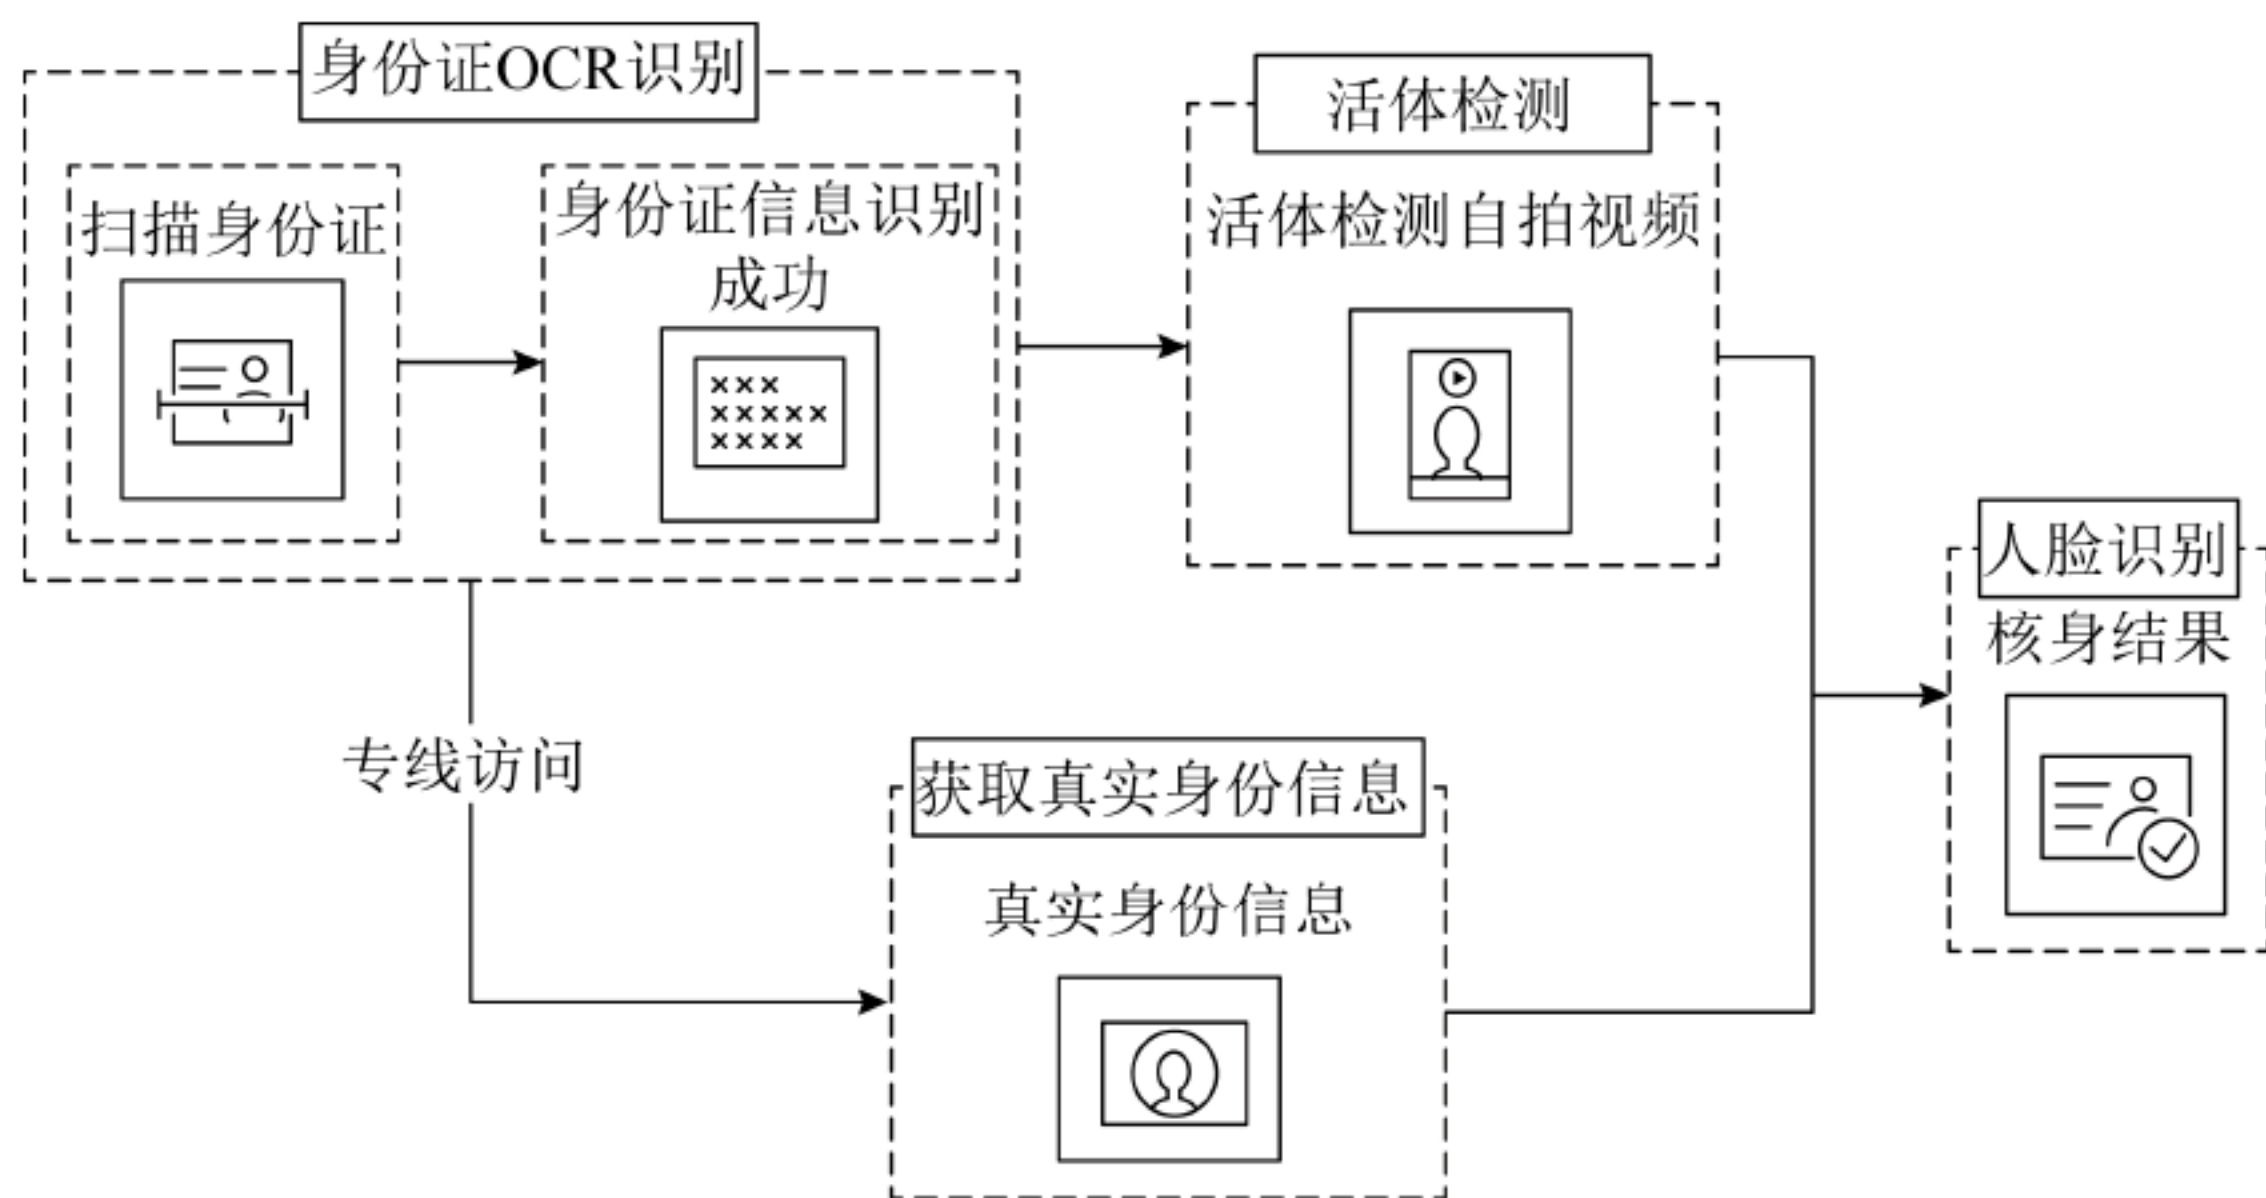 身份证OCR识别
扫描身份证
身份证信息识别
成功
活体检测
活体检测自拍视频
专线访问
获取真实身份信息
真实身份信息
人脸识别
核身结果